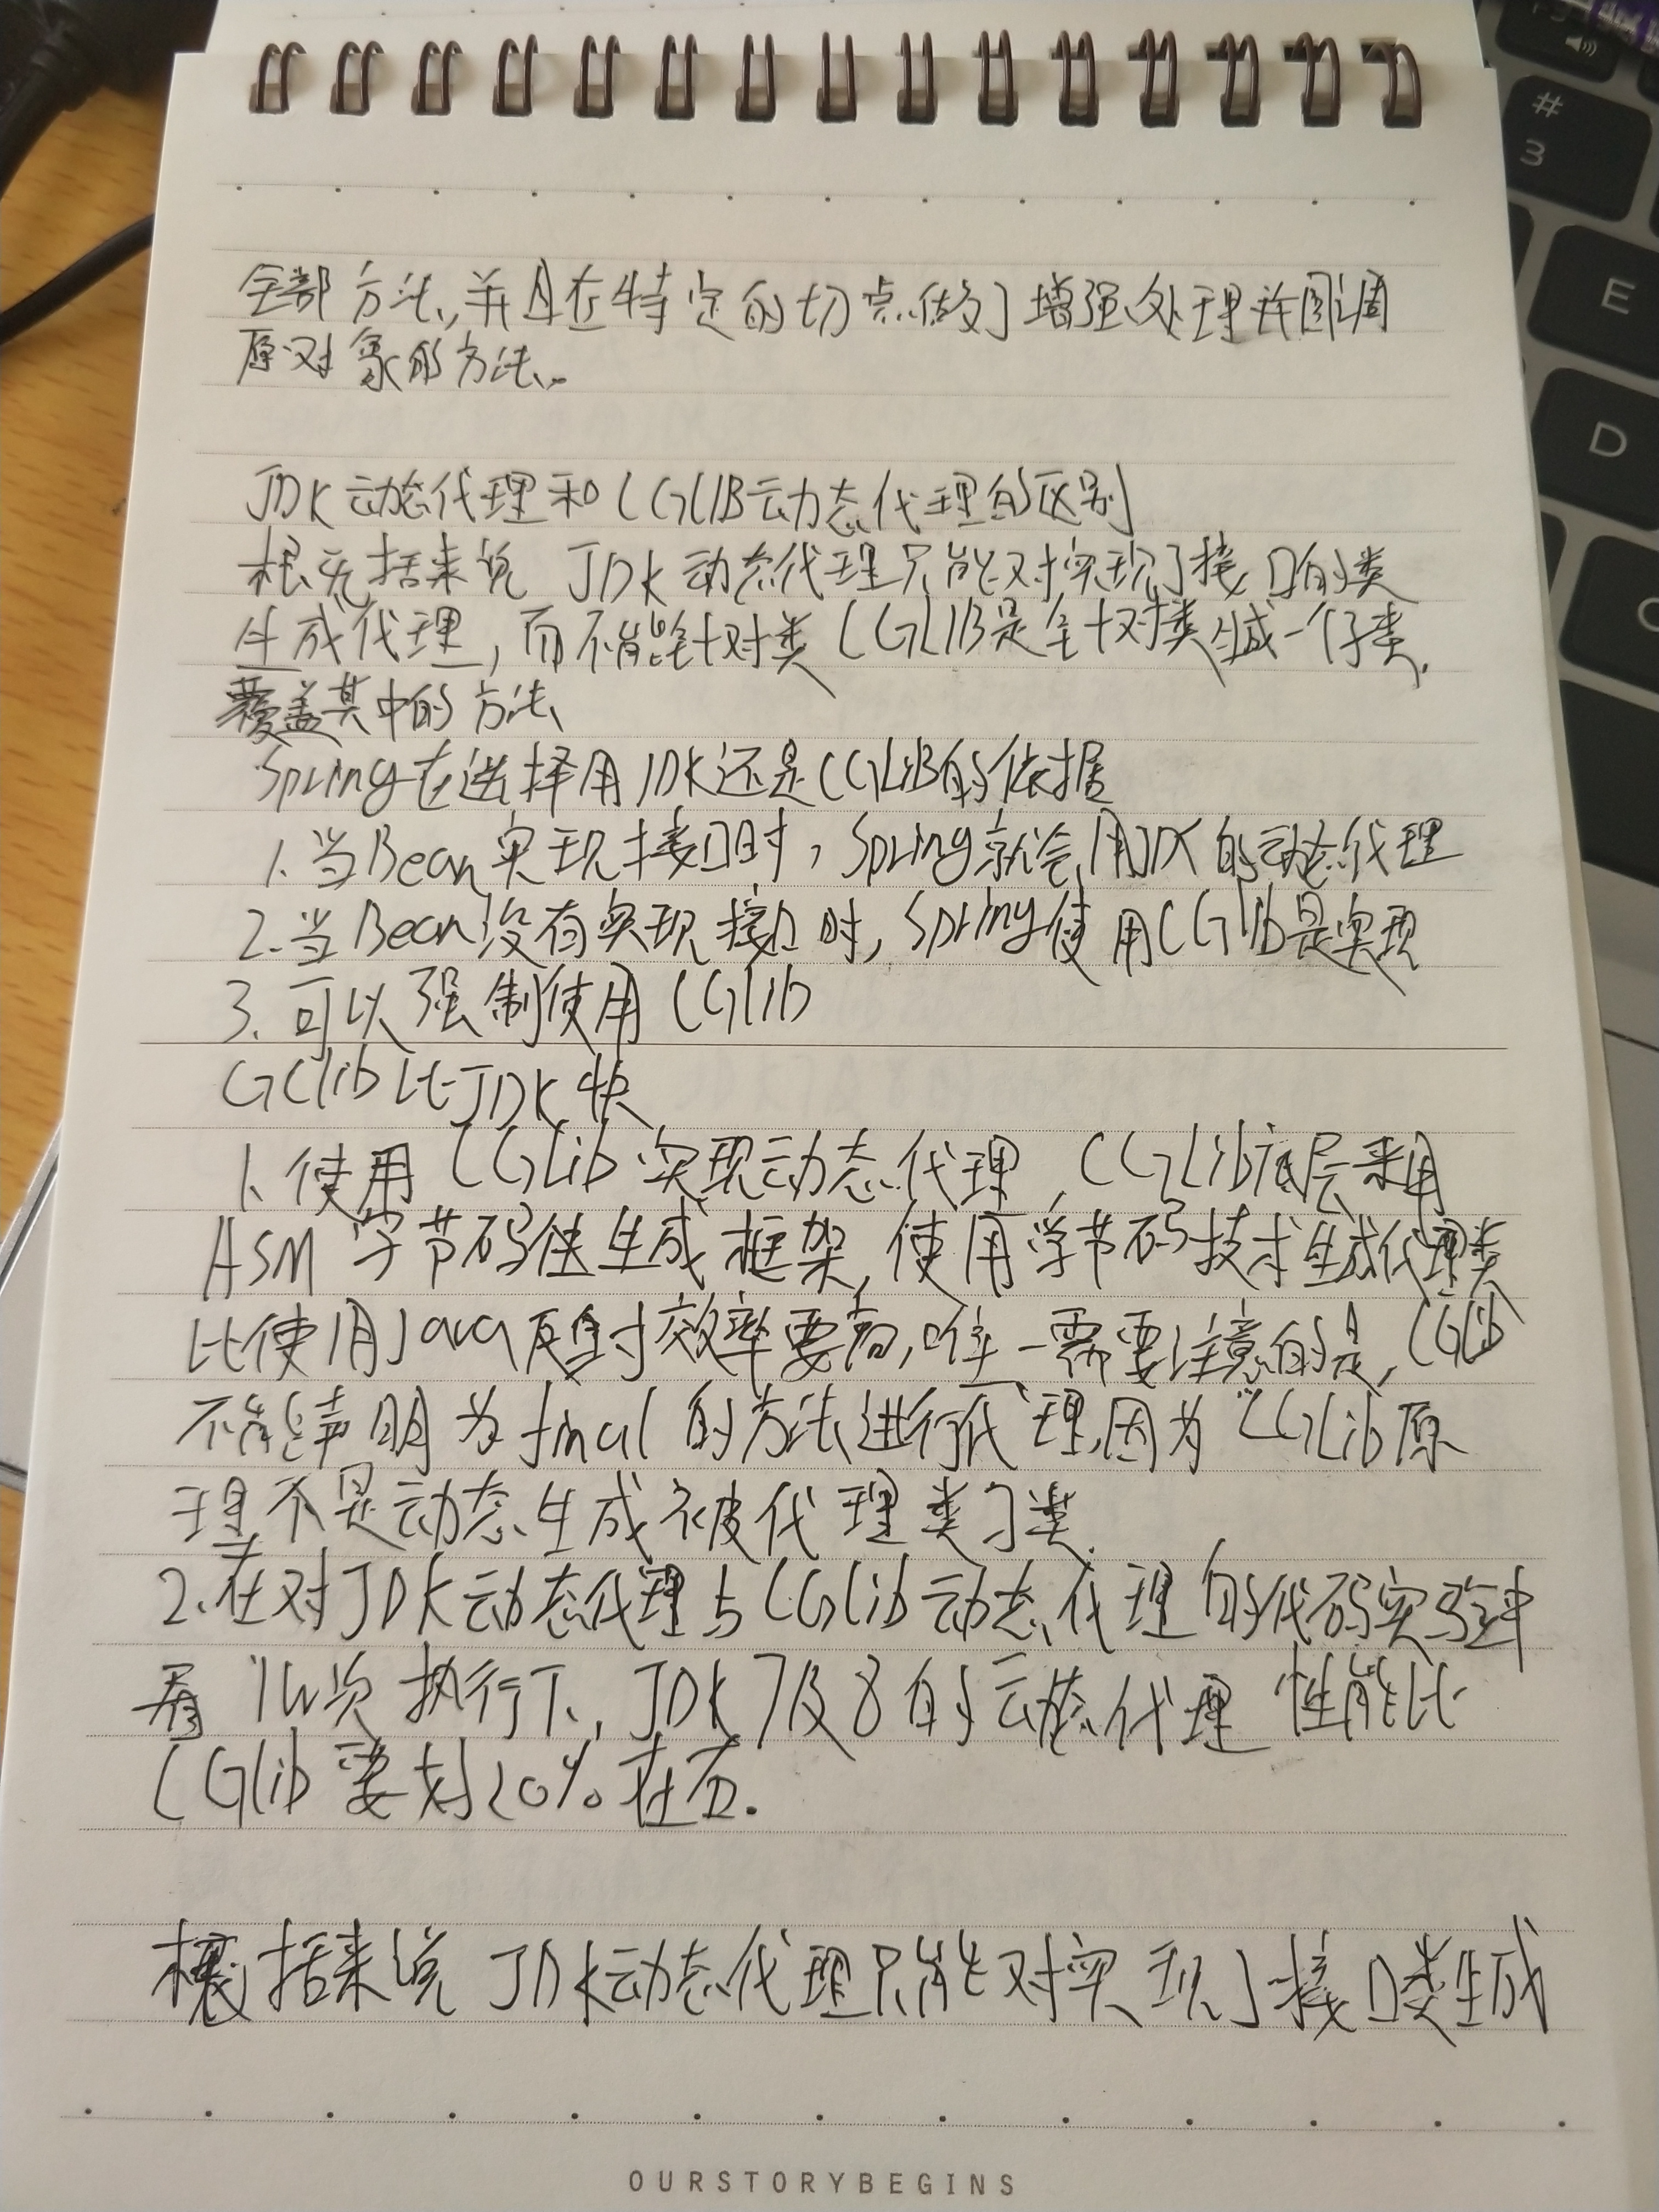 全部方法,并且在特定的切点做了增强处理并回调
原对象的方法。
JDK动态代理和CGLIB动态代理的区别
概括来说 JDK动态代理只能对实现了接口的类
生成代理,而不能针对类 CGLIB是针对类生成一个子类,
覆盖其中的方法
Spring在选择用JDK还是CGLIB的依据
1.当Bean实现接口时,Spring就会用JDK的动态代理
2.当Bean没有实现接口时,Spring使用CGlib是实现
3.可以强制使用CGlib
GClib比JDK快
1、使用CGLib实现动态代理,CGLib底层采用
ASM字节码生成框架,使用字节码技术生成代理类
比使用Java反射效率要高,唯一需要注意的是,CGLib
不能声明为final的方法进行代理,因为CGLib原
理不是动态生成被代理类子类.
2.在对JDK动态代理与CGlib动态代理的代码实验中
看1W次执行下,JDK7及8的动态代理性能比
CGlib要好20%左右.
概括来说 JDK动态代理只能对实现了接口类生成
#
3
E
D
C
OURSTORYBEGINS